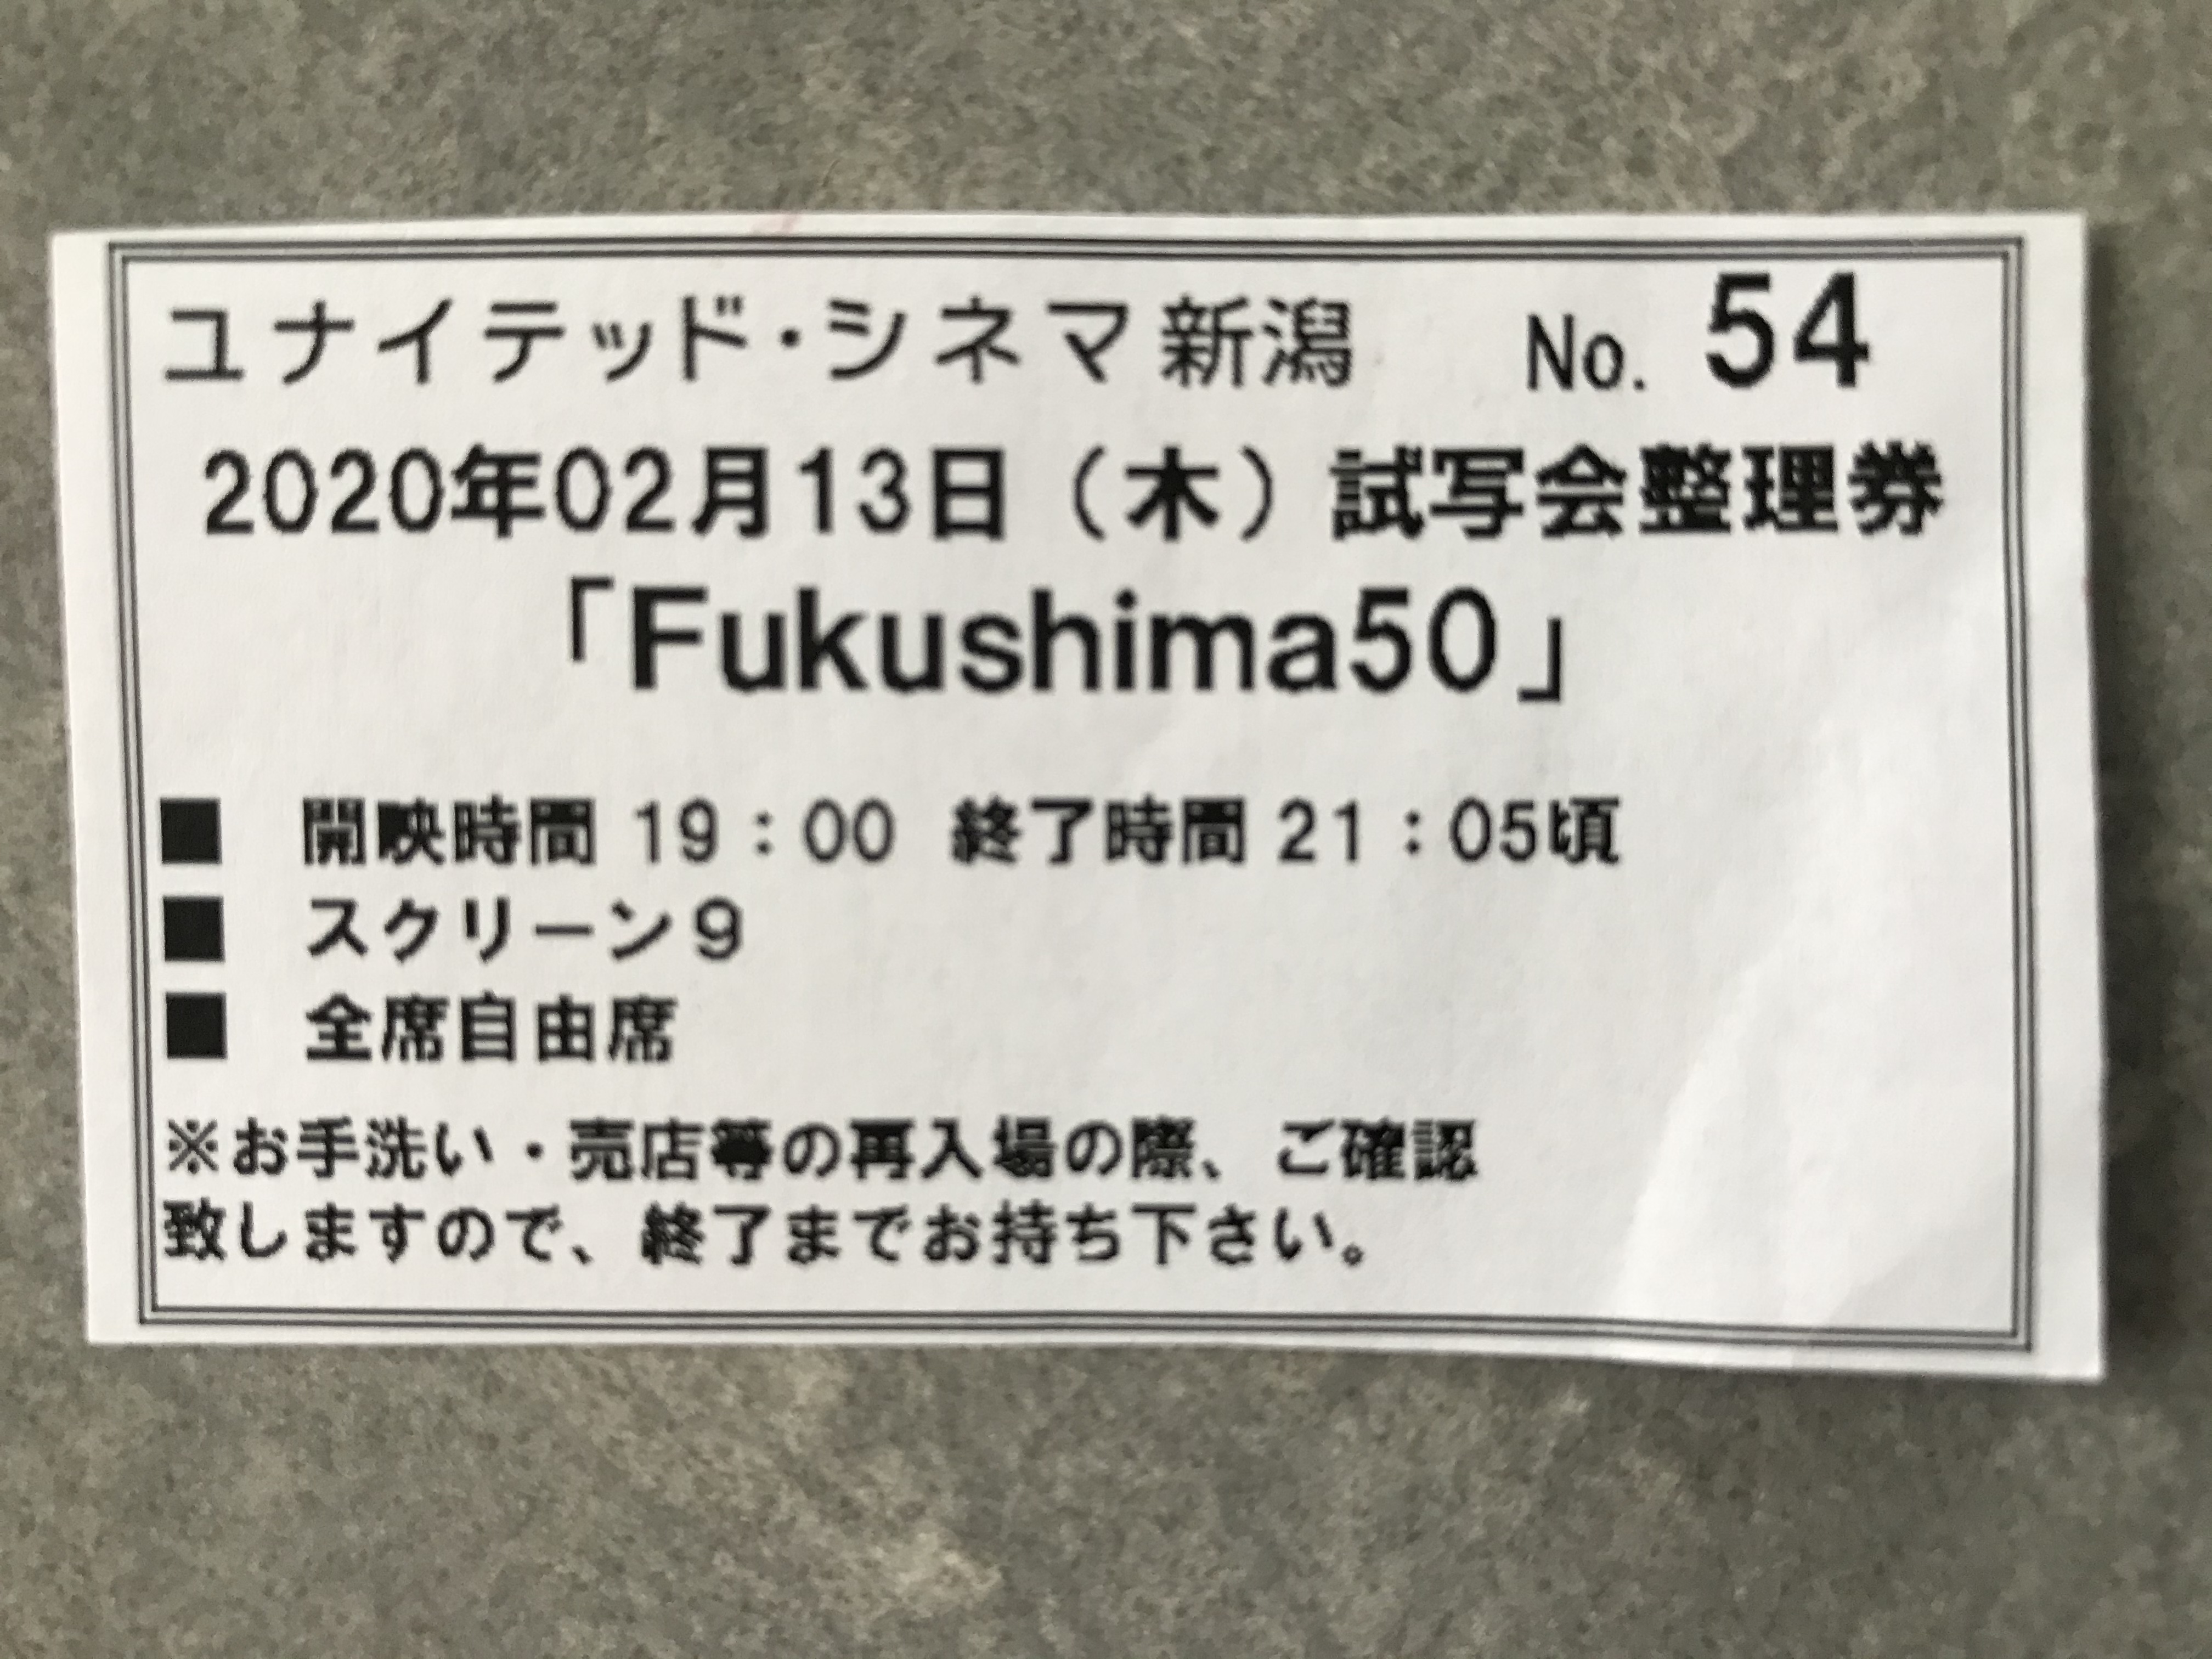 ユナイテッド・シネマ新潟 No. 54
2020年02月13日（木）試写会整理券
「Fukushima50」
■ 開映時間 19：00 終了時間 21：05頃
■ スクリーン９
■ 全席自由席
※お手洗い・売店等の再入場の際、ご確認
致しますので、終了までお持ち下さい。